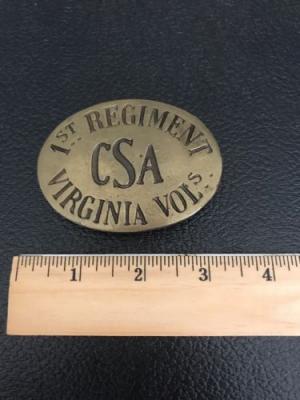 1ST REGIMENT
CSA
VIRGINIA VOLS.
1 2 3 4